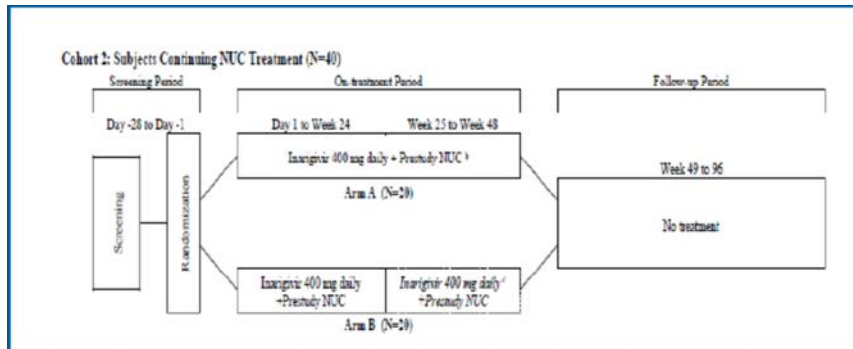 Cohort 2: Subjects Continuing NUC Treatment (N=40)
Screening Period
On-treatment Period
Follow-up Period
Day -28 to Day -1
Day 1 to Week 24
Week 25 to Week 48
Screening
Randomization
Inarigivir 400 mg daily + Prestudy NUC b
Arm A (N=20)
Week 49 to 96
No treatment
Inarigivir 400 mg daily
+Prestudy NUC
Inarigivir 400 mg daily c
+Prestudy NUC
Arm B (N=20)